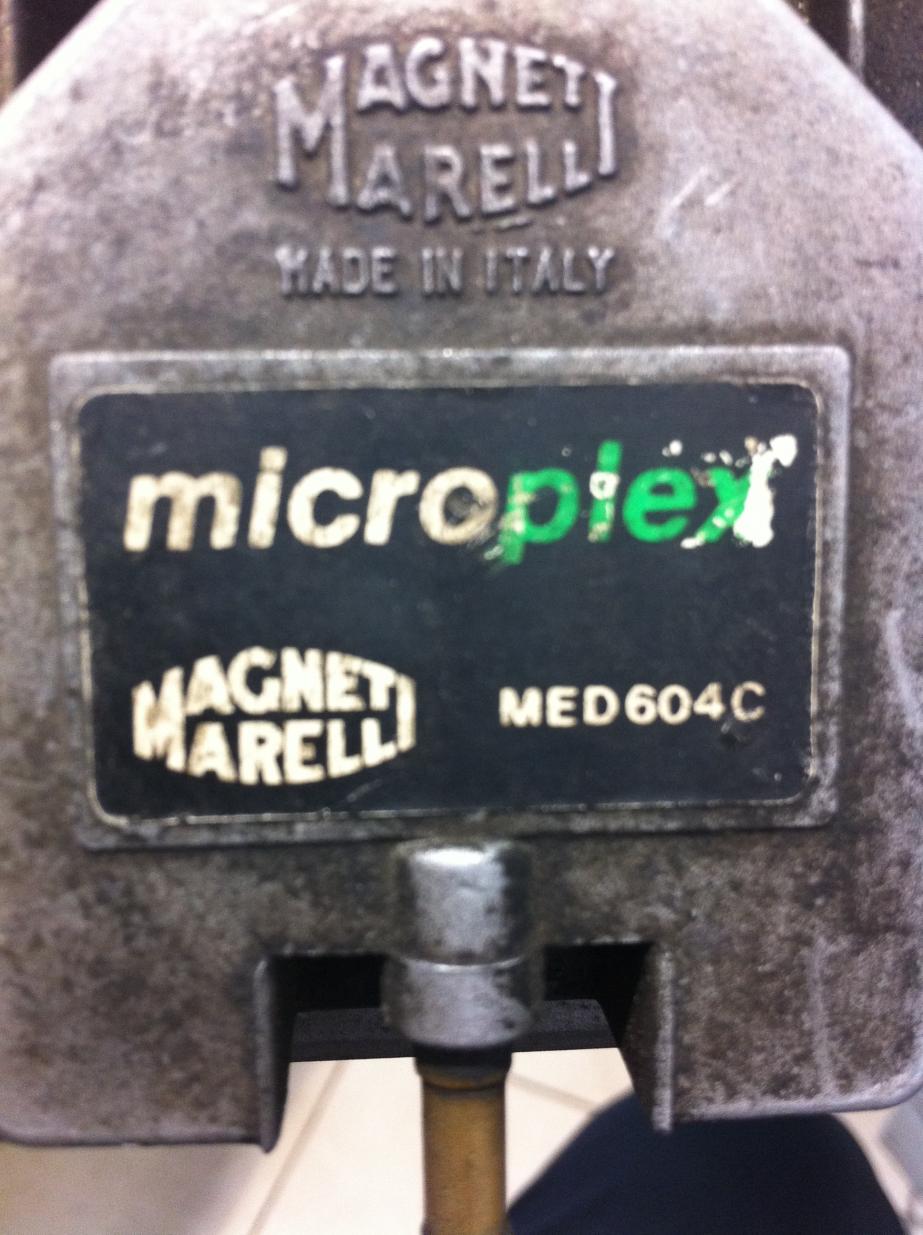 MAGNETI
MARELLI
MADE IN ITALY
microplex
MAGNETI
MARELLI
MED604C